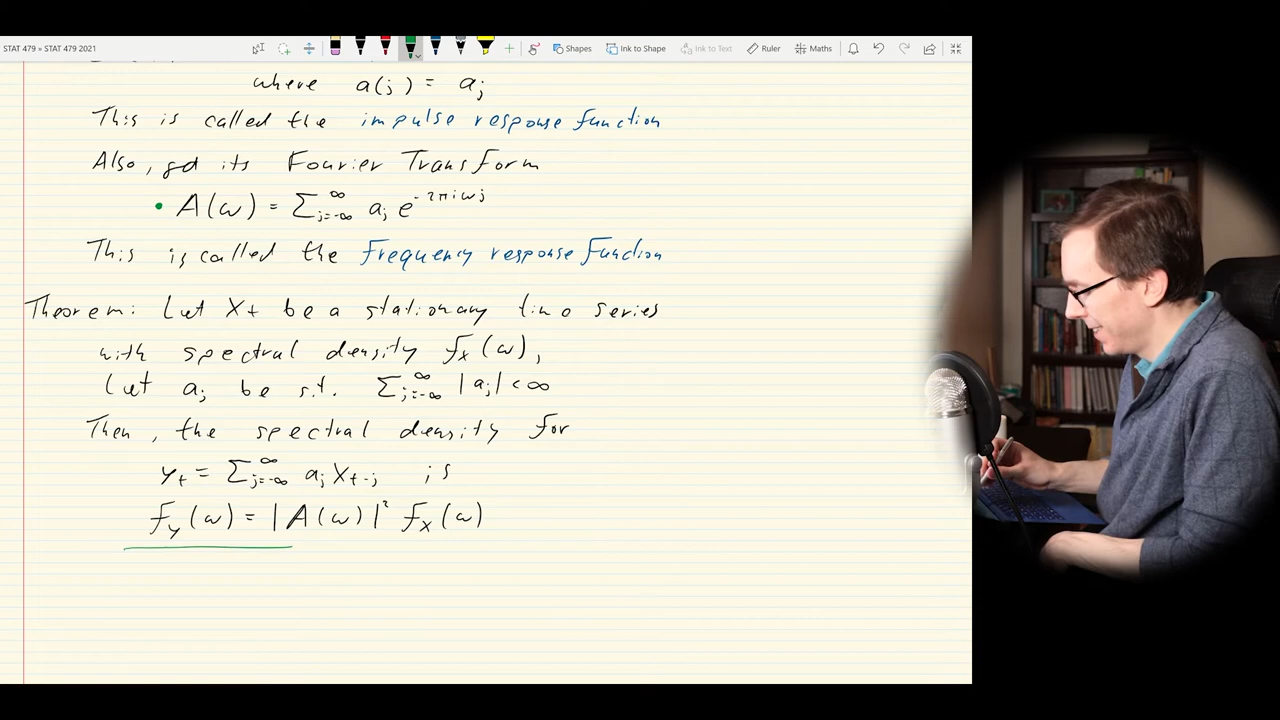 STAT 479 » STAT 479 2021
Shapes Ink to Shape Ink to Text Ruler Maths
where a(j) = aj
This is called the impulse response function
Also, get its Fourier Transform
• A(ω) = ∑_{j=-∞}^{∞} aj e^{-2πiωj}
This is called the frequency response function
Theorem: Let Xt be a stationary time series
with spectral density fx(ω),
Let aj be s.t. ∑_{j=-∞}^{∞} |aj| < ∞
Then, the spectral density for
yt = ∑_{j=-∞}^{∞} aj Xt-j is
fy(ω) = |A(ω)|² fx(ω)